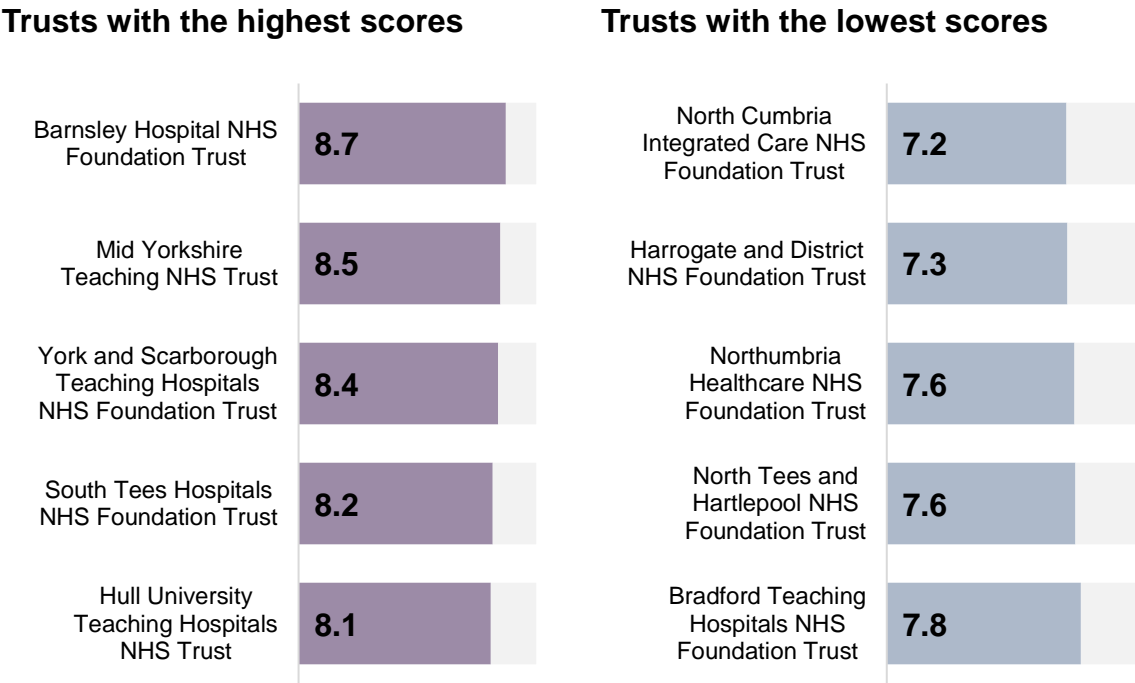 Trusts with the highest scores
Barnsley Hospital NHS
Foundation Trust
8.7
Mid Yorkshire
Teaching NHS Trust
8.5
York and Scarborough
Teaching Hospitals
NHS Foundation Trust
8.4
South Tees Hospitals
NHS Foundation Trust
8.2
Hull University
Teaching Hospitals
NHS Trust
8.1
Trusts with the lowest scores
North Cumbria
Integrated Care NHS
Foundation Trust
7.2
Harrogate and District
NHS Foundation Trust
7.3
Northumbria
Healthcare NHS
Foundation Trust
7.6
North Tees and
Hartlepool NHS
Foundation Trust
7.6
Bradford Teaching
Hospitals NHS
Foundation Trust
7.8